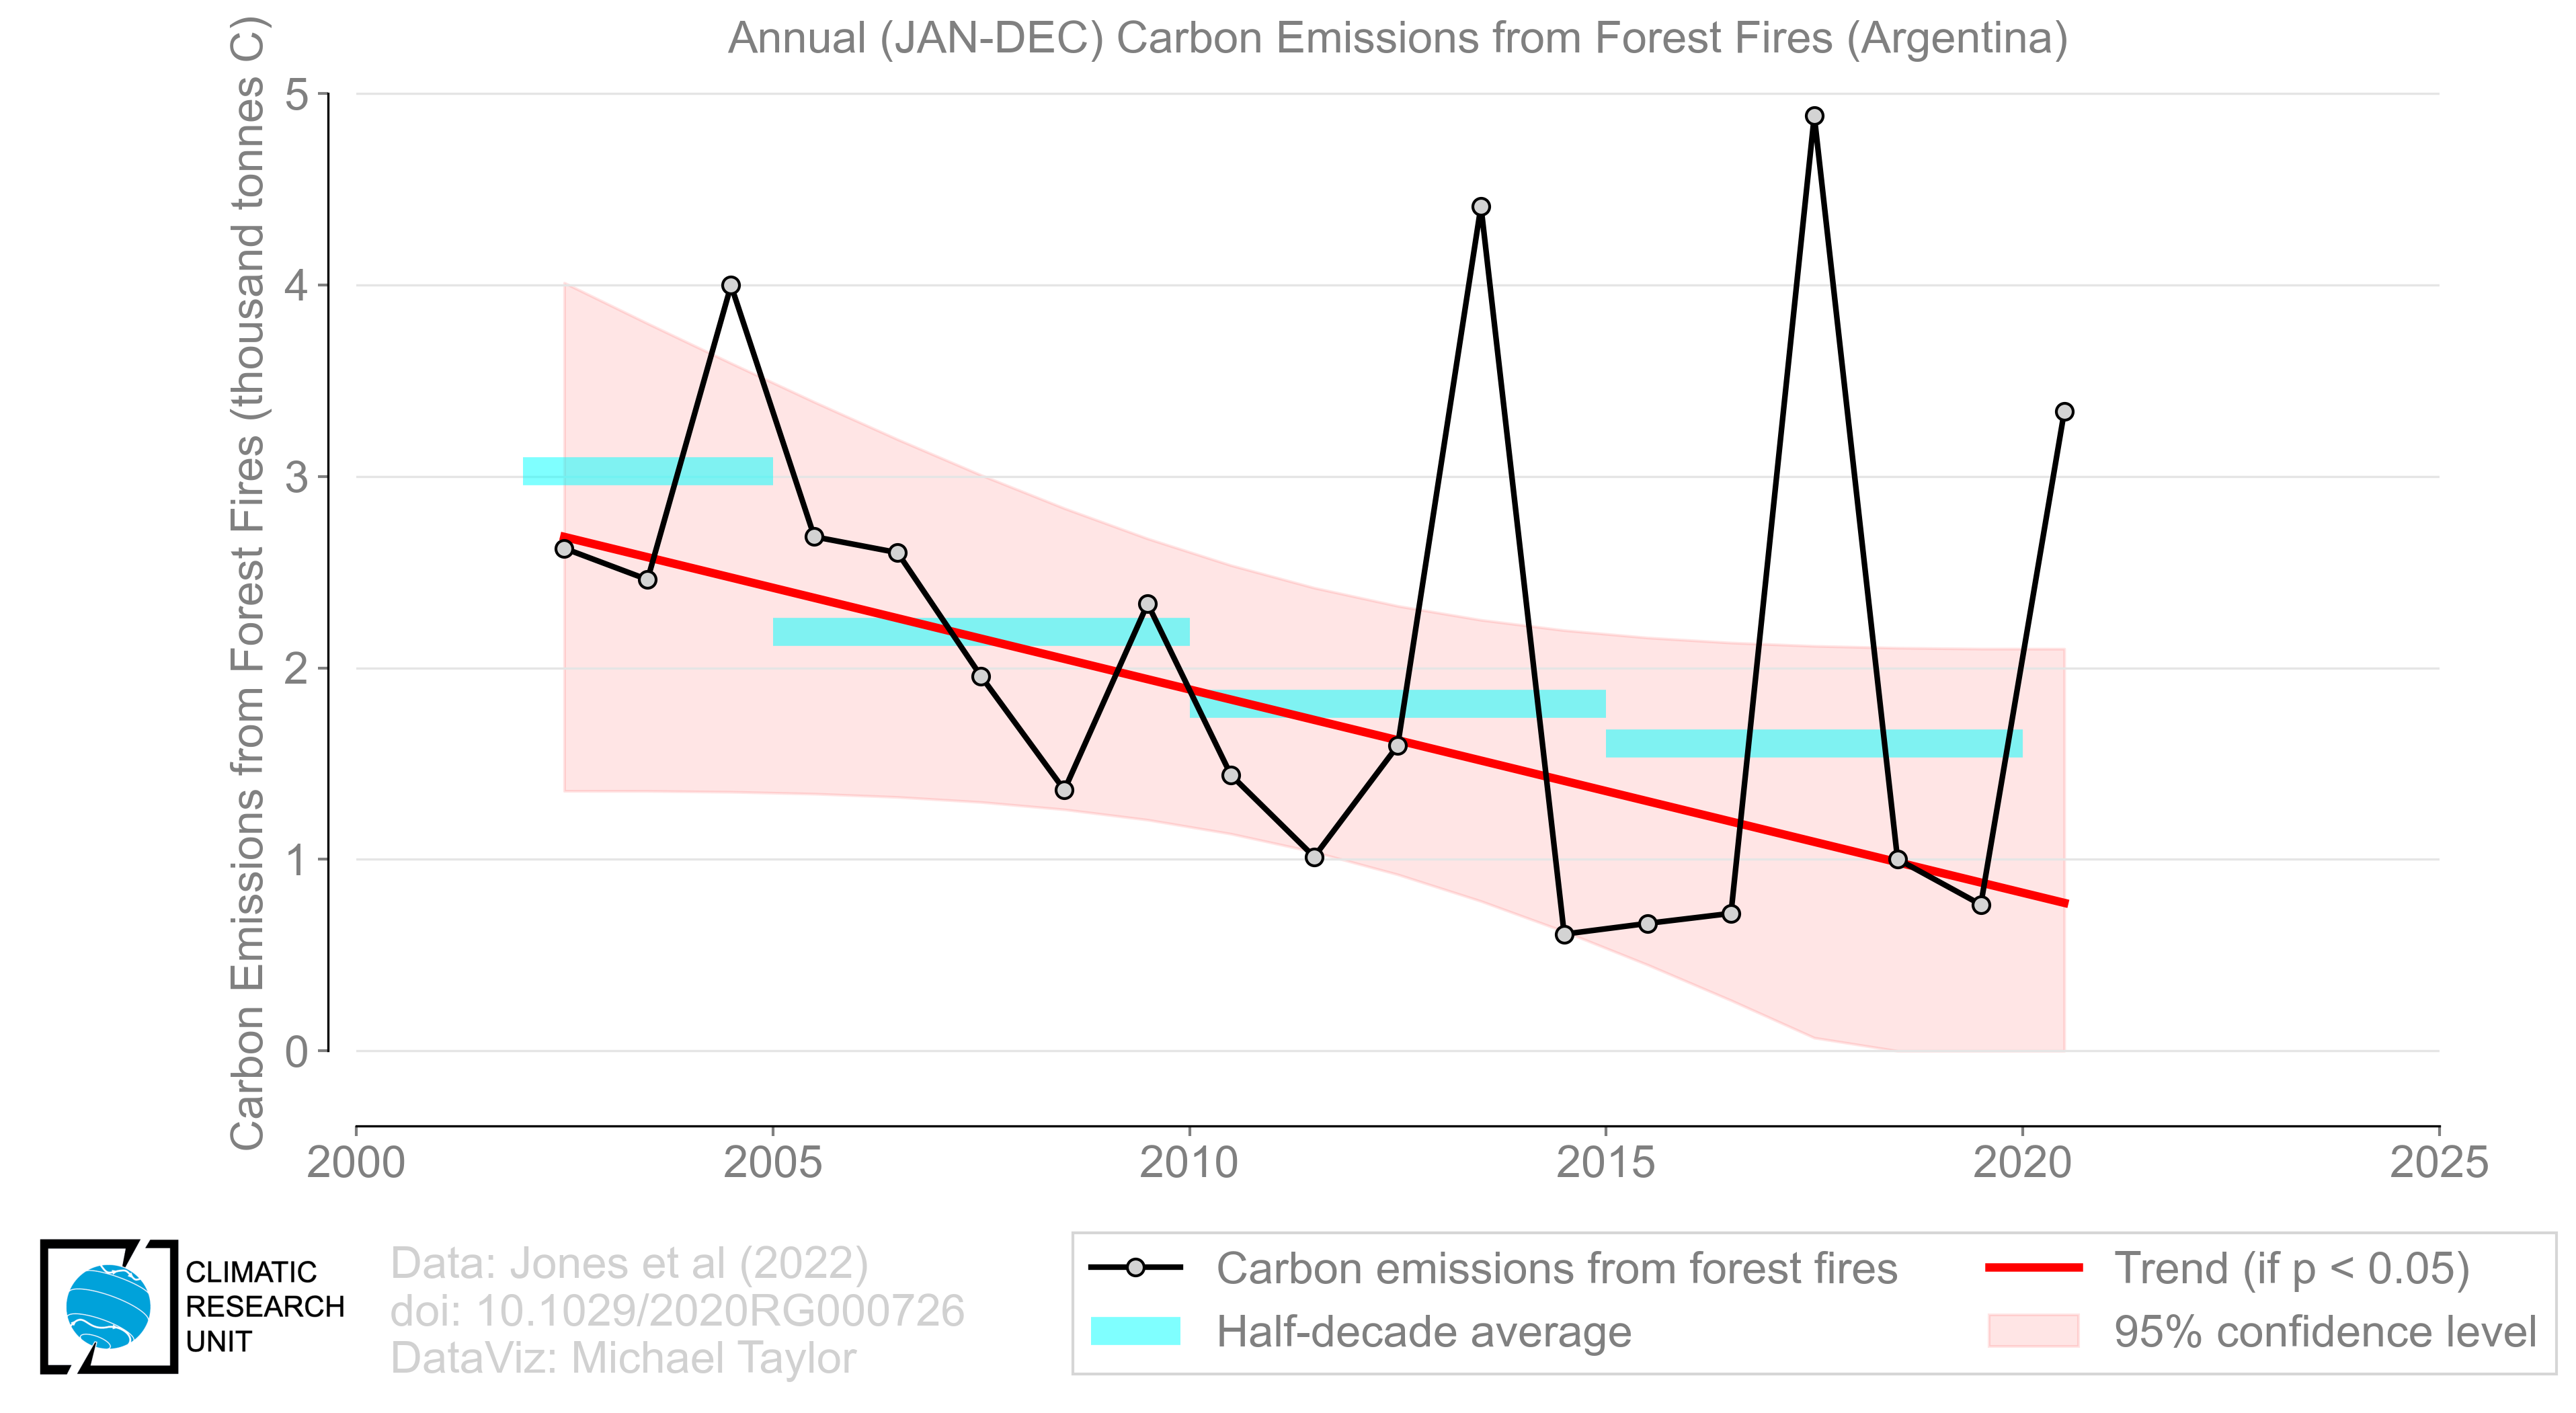 Annual (JAN-DEC) Carbon Emissions from Forest Fires (Argentina)
Carbon Emissions from Forest Fires (thousand tonnes C)
5
4
3
2
1
0
2000 2005 2010 2015 2020 2025
CLIMATIC
RESEARCH
UNIT
Data: Jones et al (2022)
doi: 10.1029/2020RG000726
DataViz: Michael Taylor
Carbon emissions from forest fires
Half-decade average
Trend (if p < 0.05)
95% confidence level